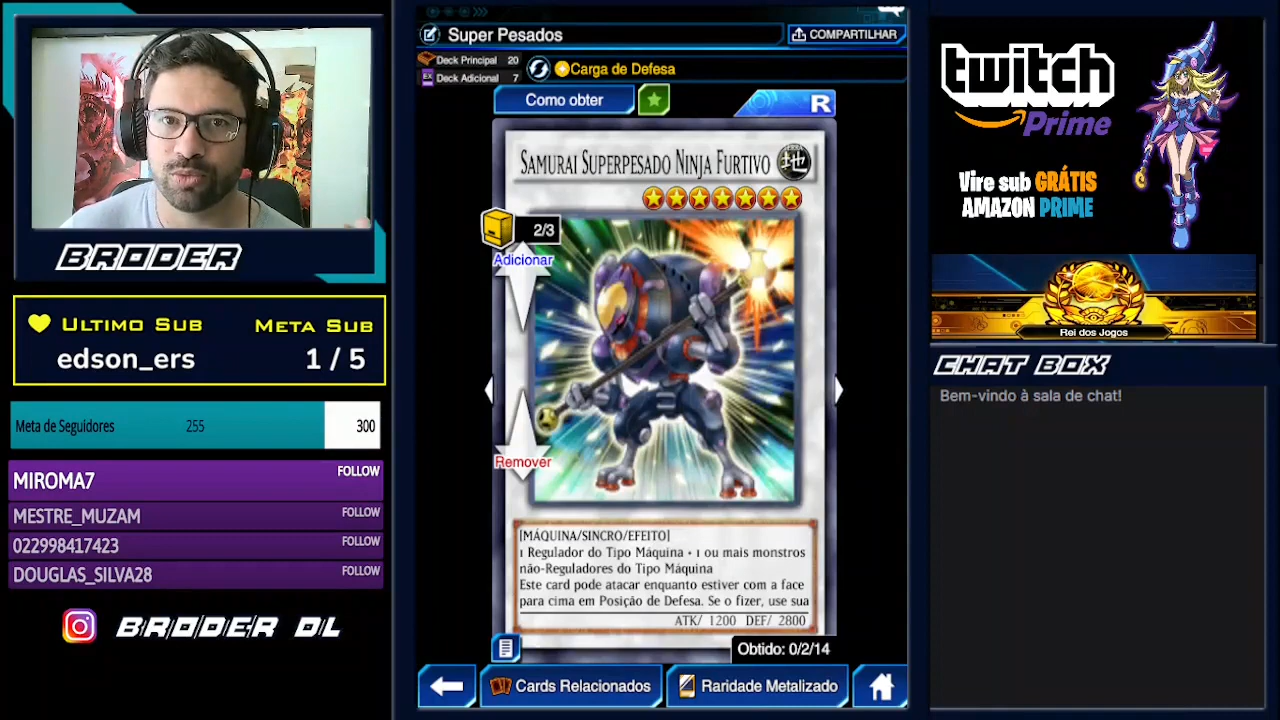 BRODER
ULTIMO SUB
META SUB
edson_ers
1 / 5
Meta de Seguidores 255 300
MIROMA7 FOLLOW
MESTRE_MUZAM FOLLOW
022998417423 FOLLOW
DOUGLAS_SILVA28 FOLLOW
BRODER DL
Super Pesados
COMPARTILHAR
Deck Principal 20
EX Deck Adicional 7
Carga de Defesa
Como obter
R
SAMURAI SUPERPESADO NINJA FURTIVO
地
2/3
Adicionar
Remover
[MÁQUINA/SINCRO/EFEITO]
1 Regulador do Tipo Máquina + 1 ou mais monstros
não-Reguladores do Tipo Máquina
Este card pode atacar enquanto estiver com a face
para cima em Posição de Defesa. Se o fizer, use sua
ATK/ 1200 DEF/ 2800
Obtido: 0/2/14
Cards Relacionados
Raridade Metalizado
twitch
Prime
Vire sub GRÁTIS
AMAZON PRIME
Rei dos Jogos
CHAT BOX
Bem-vindo à sala de chat!